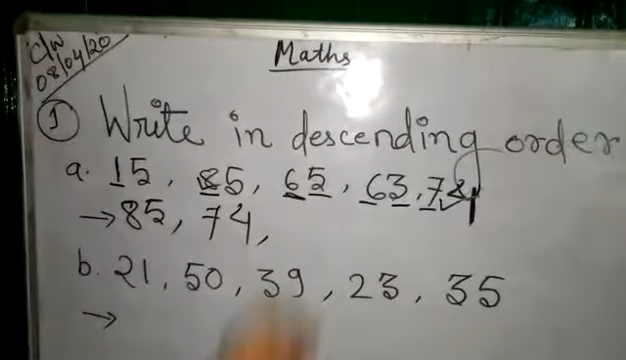 C/W
08/04/20
Maths
1 Write in descending order
a. 15, 85, 65, 63, 74
→ 85, 74,
b. 21, 50, 39, 23, 35
→